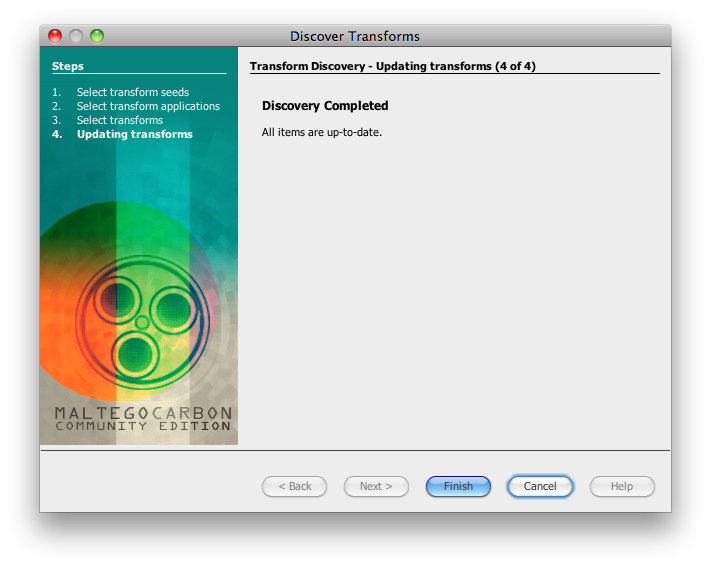 Discover Transforms
Steps
1. Select transform seeds
2. Select transform applications
3. Select transforms
4. Updating transforms
MALTEGOCARBON
COMMUNITY EDITION
Transform Discovery - Updating transforms (4 of 4)
Discovery Completed
All items are up-to-date.
< Back Next > Finish Cancel Help